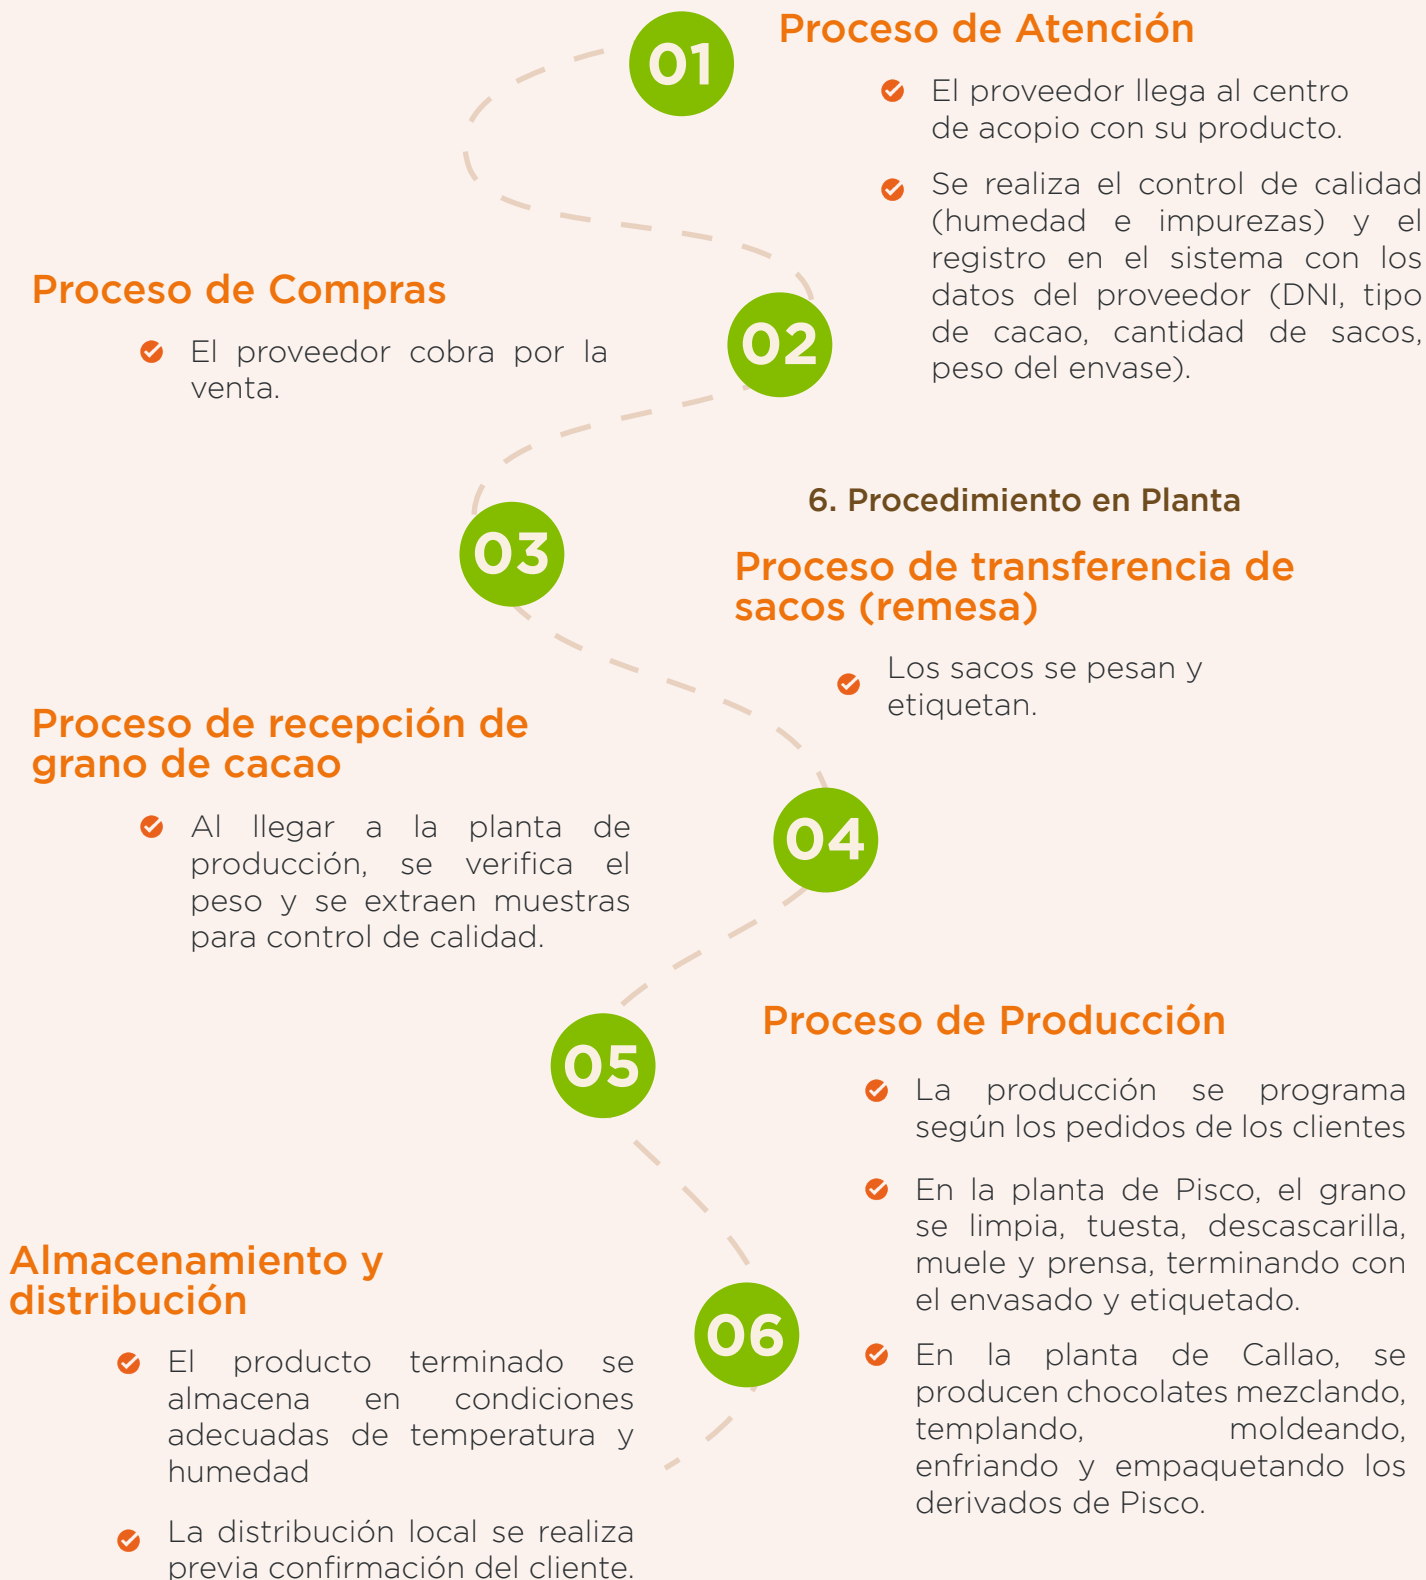 01
Proceso de Atención
El proveedor llega al centro
de acopio con su producto.
Se realiza el control de calidad
(humedad e impurezas) y el
registro en el sistema con los
datos del proveedor (DNI, tipo
de cacao, cantidad de sacos,
peso del envase).
02
Proceso de Compras
El proveedor cobra por la
venta.
6. Procedimiento en Planta
03
Proceso de transferencia de
sacos (remesa)
Los sacos se pesan y
etiquetan.
04
Proceso de recepción de
grano de cacao
Al llegar a la planta de
producción, se verifica el
peso y se extraen muestras
para control de calidad.
05
Proceso de Producción
La producción se programa
según los pedidos de los clientes
En la planta de Pisco, el grano
se limpia, tuesta, descascarilla,
muele y prensa, terminando con
el envasado y etiquetado.
En la planta de Callao, se
producen chocolates mezclando,
templando, moldeando,
enfriando y empaquetando los
derivados de Pisco.
06
Almacenamiento y
distribución
El producto terminado se
almacena en condiciones
adecuadas de temperatura y
humedad
La distribución local se realiza
previa confirmación del cliente.